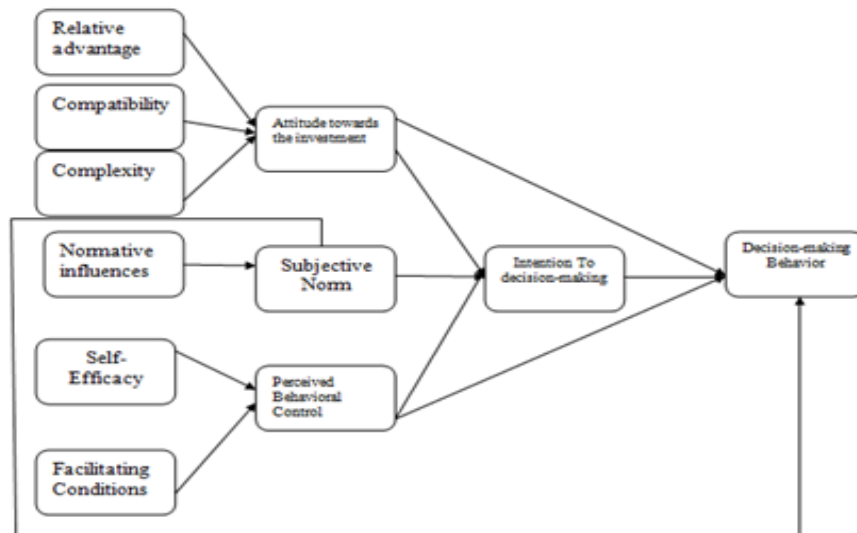 Relative
advantage
Compatibility
Complexity
Attitude towards
the investment
Normative
influences
Subjective
Norm
Intention To
decision-making
Decision-making
Behavior
Self-
Efficacy
Perceived
Behavioral
Control
Facilitating
Conditions